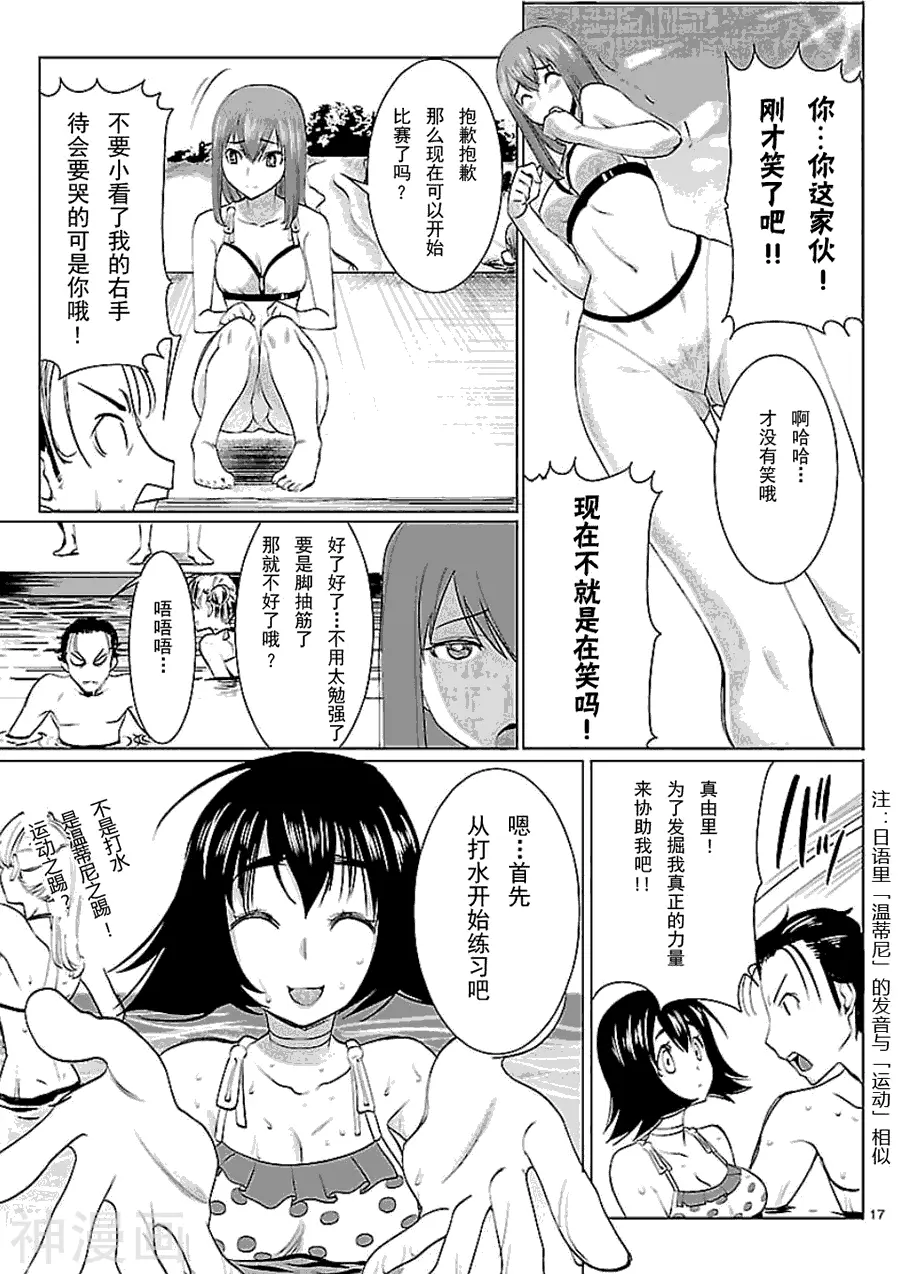 你…你这家伙！
刚才笑了吧!!
啊哈哈…
才没有笑哦
现在不就是在笑吗！
抱歉抱歉
那么现在可以开始
比赛了吗？
不要小看了我的右手
待会要哭的可是你哦！
好了好了…不用太勉强了
要是脚抽筋了
那就不好了哦？
唔唔唔…
真由里！
为了发掘我真正的力量
来协助我吧!!
嗯…首先
从打水开始练习吧
不是打水
是温蒂尼之踢！
运动之踢？
注：日语里「温蒂尼」的发音与「运动」相似
17
神漫画